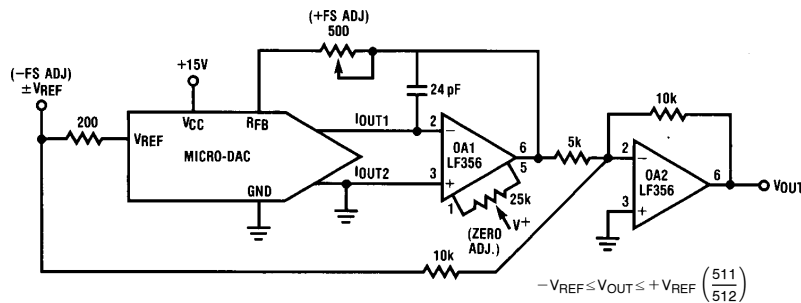 (+FS ADJ)
500
(−FS ADJ)
±VREF
+15V
24 pF
10k
200
VREF
VCC
RFB
IOUT1
2
−
6
5k
2
−
MICRO-DAC
OA1
LF356
5
OA2
LF356
6
VOUT
GND
IOUT2
3
+
1
25k
V+
3
+
(ZERO
ADJ.)
10k
−VREF ≤ VOUT ≤ +VREF (511/512)